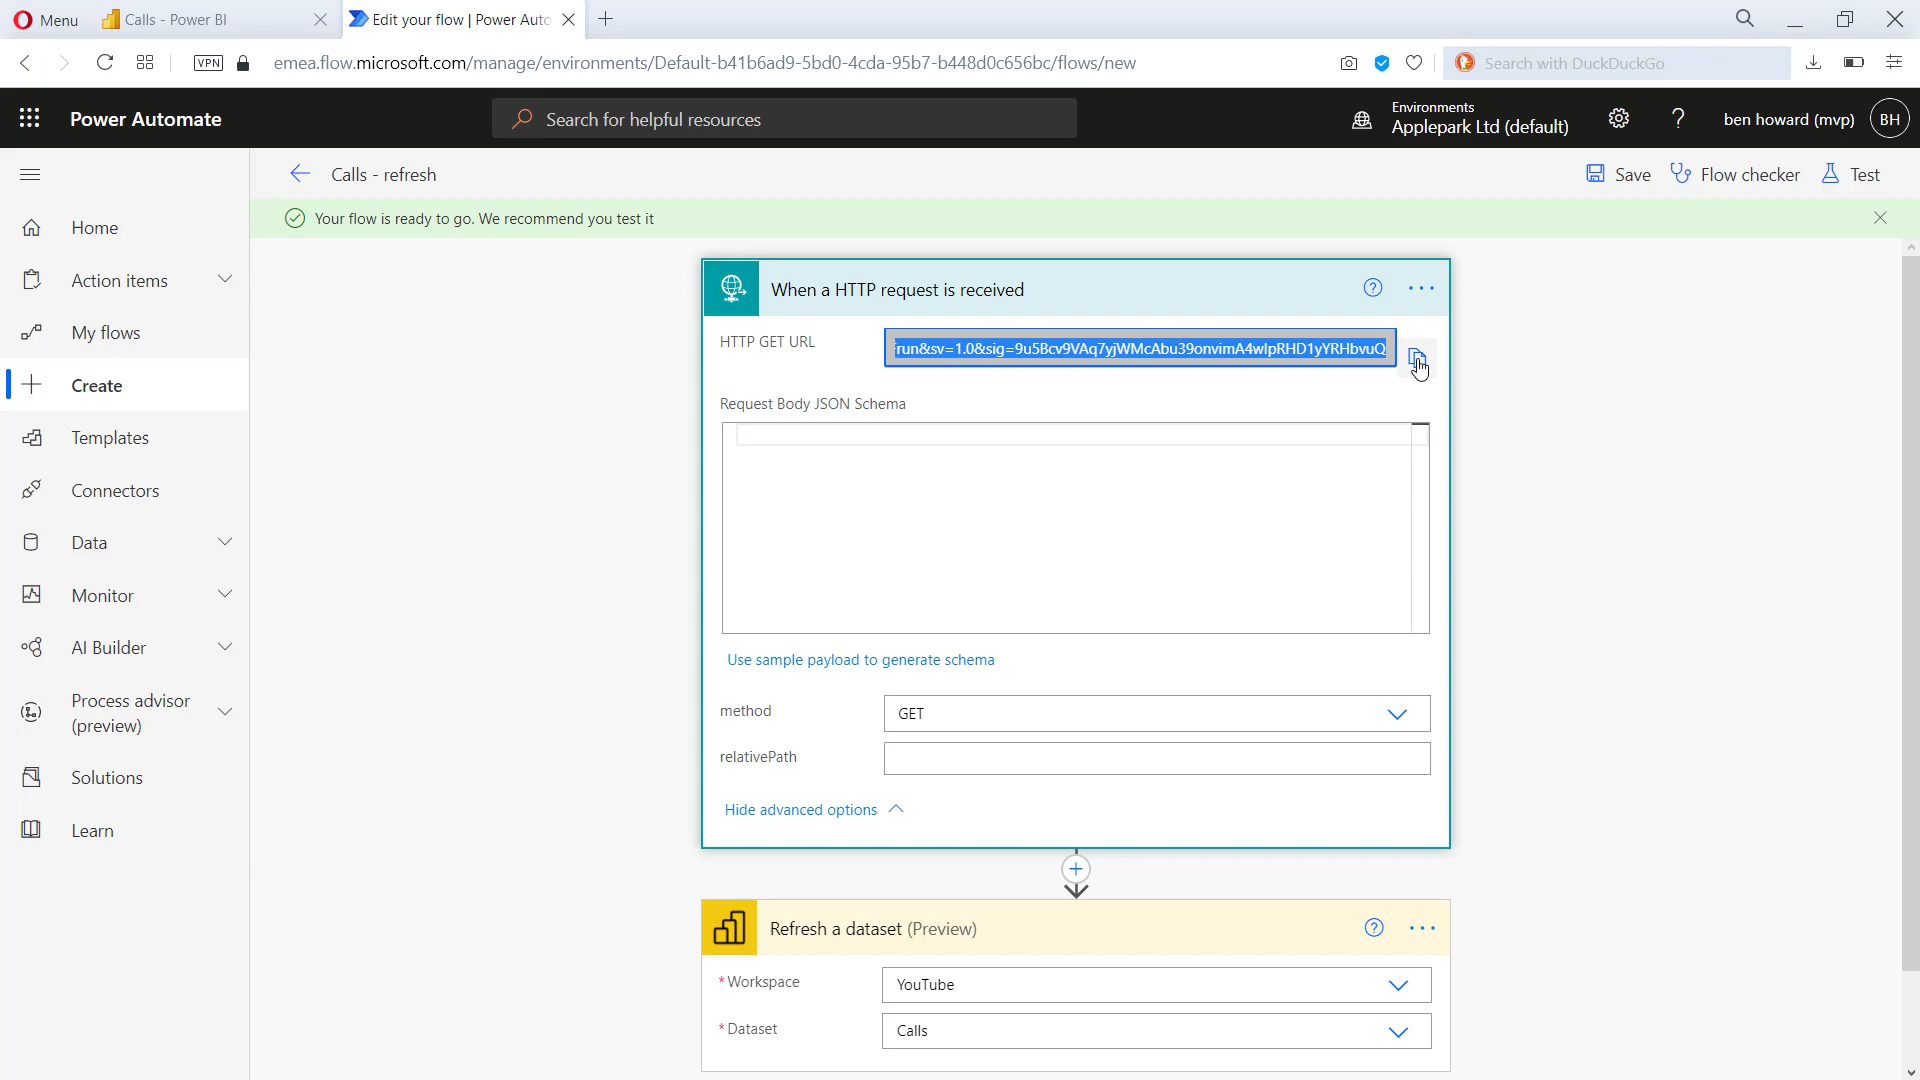 Menu
Calls - Power BI
Edit your flow | Power Auto
VPN
emea.flow.microsoft.com/manage/environments/Default-b41b6ad9-5bd0-4cda-95b7-b448d0c656bc/flows/new
Search with DuckDuckGo
Power Automate
Search for helpful resources
Environments
Applepark Ltd (default)
?
ben howard (mvp)
BH
Calls - refresh
Save
Flow checker
Test
Your flow is ready to go. We recommend you test it
Home
Action items
My flows
Create
Templates
Connectors
Data
Monitor
AI Builder
Process advisor
(preview)
Solutions
Learn
When a HTTP request is received
HTTP GET URL
run&sv=1.0&sig=9u5Bcv9VAq7yjWMcAbu39onvimA4wlpRHD1yYRHbvuQ
Request Body JSON Schema
Use sample payload to generate schema
method
GET
relativePath
Hide advanced options
Refresh a dataset (Preview)
* Workspace
YouTube
* Dataset
Calls